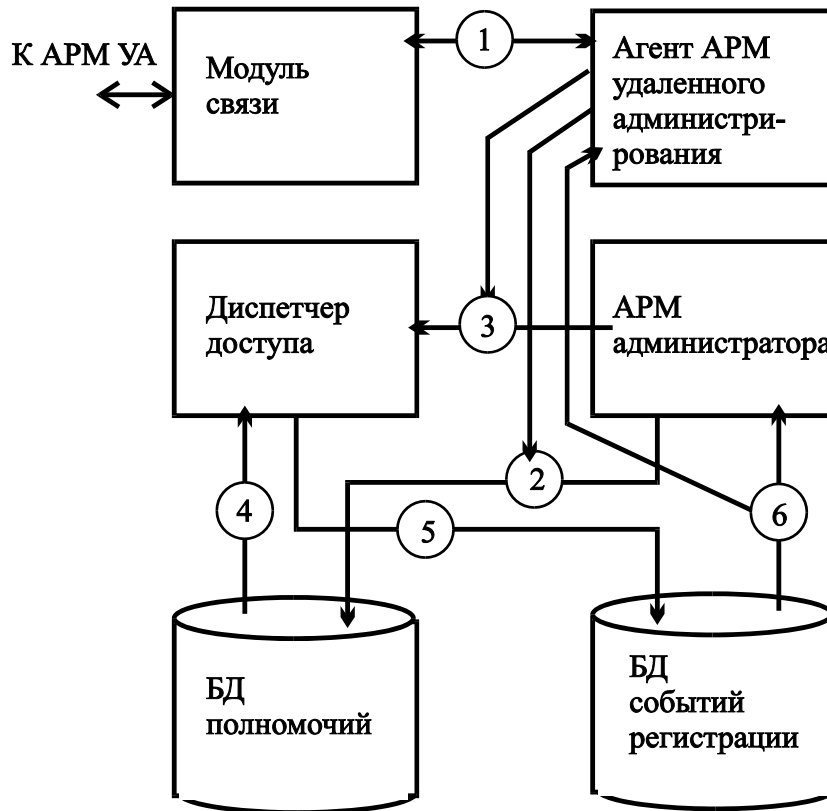 К АРМ УА
Модуль
связи
1
Агент АРМ
удаленного
администри-
рования
Диспетчер
доступа
3
АРМ
администратора
4
2
5
6
БД
полномочий
БД
событий
регистрации